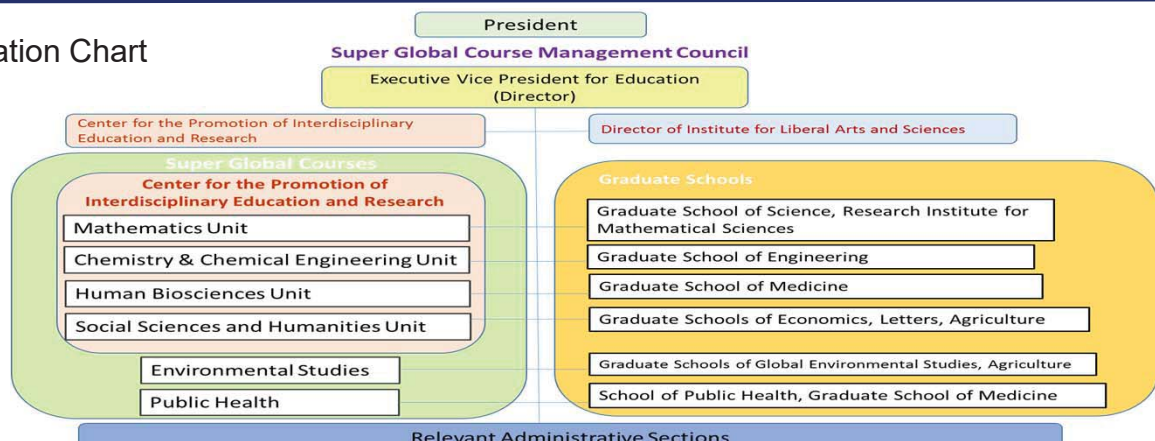 President
ation Chart
Super Global Course Management Council
Executive Vice President for Education
(Director)
Center for the Promotion of Interdisciplinary
Education and Research
Director of Institute for Liberal Arts and Sciences
Super Global Courses
Center for the Promotion of
Interdisciplinary Education and Research
Mathematics Unit
Chemistry & Chemical Engineering Unit
Human Biosciences Unit
Social Sciences and Humanities Unit
Environmental Studies
Public Health
Graduate Schools
Graduate School of Science, Research Institute for
Mathematical Sciences
Graduate School of Engineering
Graduate School of Medicine
Graduate Schools of Economics, Letters, Agriculture
Graduate Schools of Global Environmental Studies, Agriculture
School of Public Health, Graduate School of Medicine
Relevant Administrative Sections